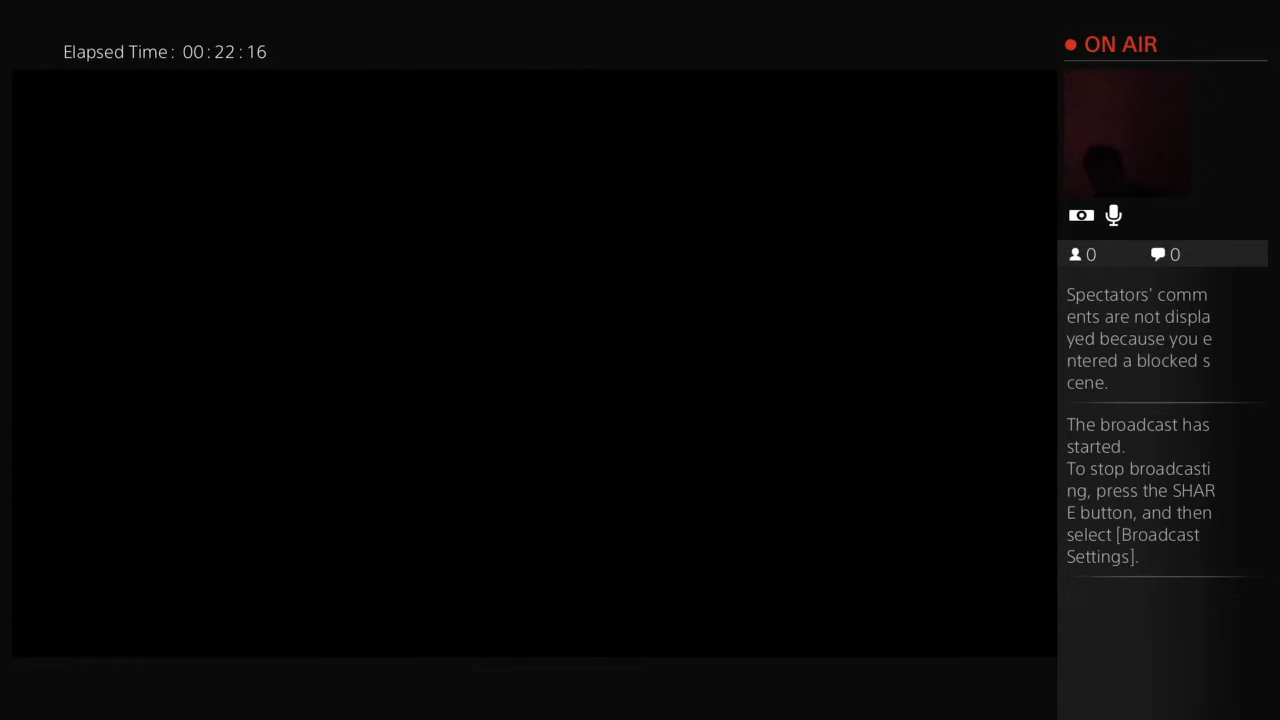 Elapsed Time: 00:22:16
ON AIR
0 0
Spectators' comm
ents are not displa
yed because you e
ntered a blocked s
cene.
The broadcast has
started.
To stop broadcasti
ng, press the SHAR
E button, and then
select [Broadcast
Settings].